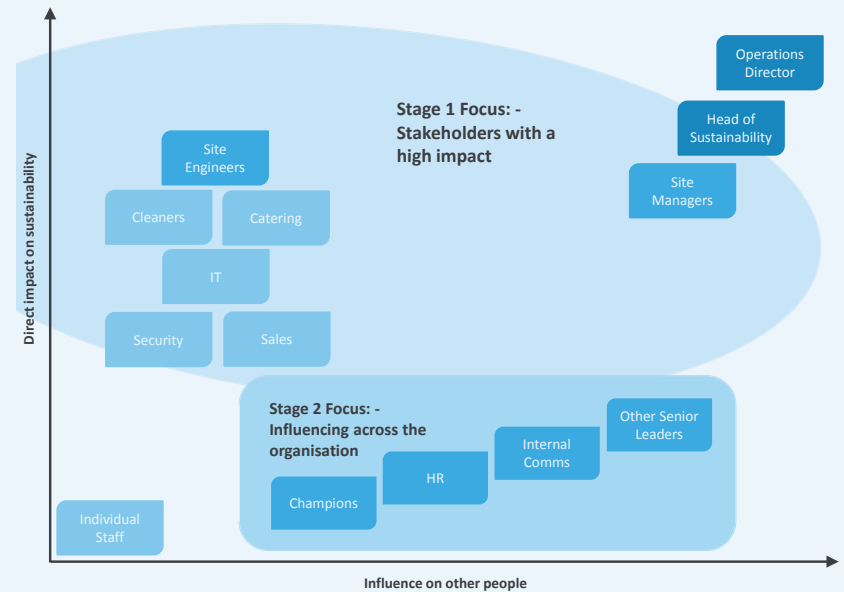 Operations
Director
Stage 1 Focus: -
Stakeholders with a
high impact
Head of
Sustainability
Site
Engineers
Site
Managers
Cleaners
Catering
IT
Security
Sales
Direct impact on sustainability
Stage 2 Focus: -
Influencing across the
organisation
Other Senior
Leaders
Internal
Comms
HR
Champions
Individual
Staff
Influence on other people